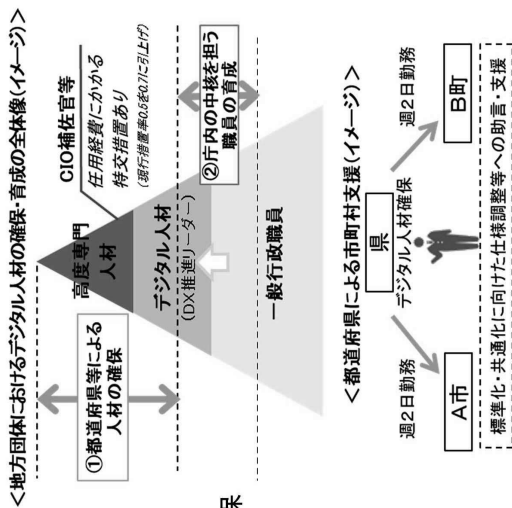 ＜地方団体におけるデジタル人材の確保・育成の全体像（イメージ）＞
①都道府県等による
人材の確保
高度専門
人材
CIO補佐官等
任用経費にかかる
特交措置あり
（現行措置率0.5を0.7に引上げ）
デジタル人材
（DX推進リーダー）
②庁内の中核を担う
職員の育成
一般行政職員
保
＜都道府県による市町村支援（イメージ）＞
県
デジタル人材確保
週2日勤務
週2日勤務
A市
B町
標準化・共通化に向けた仕様調整等への助言・支援